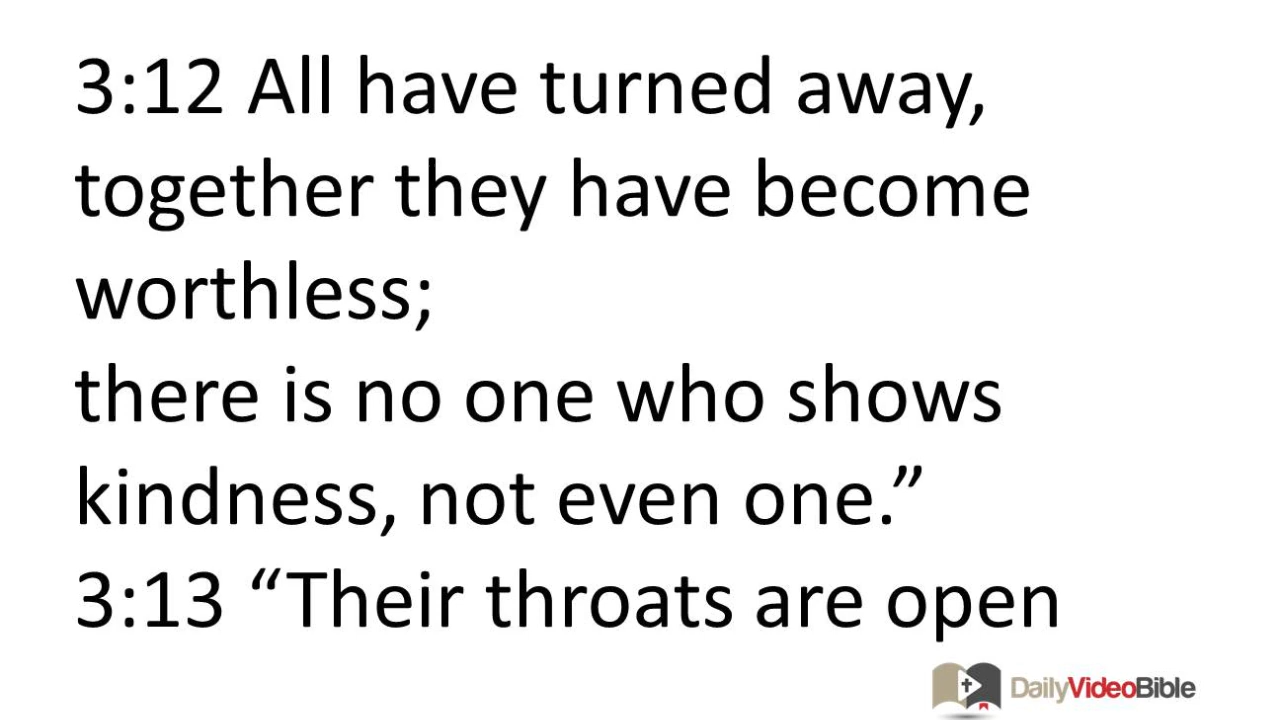 3:12 All have turned away,
together they have become
worthless;
there is no one who shows
kindness, not even one.”
3:13 “Their throats are open
DailyVideoBible